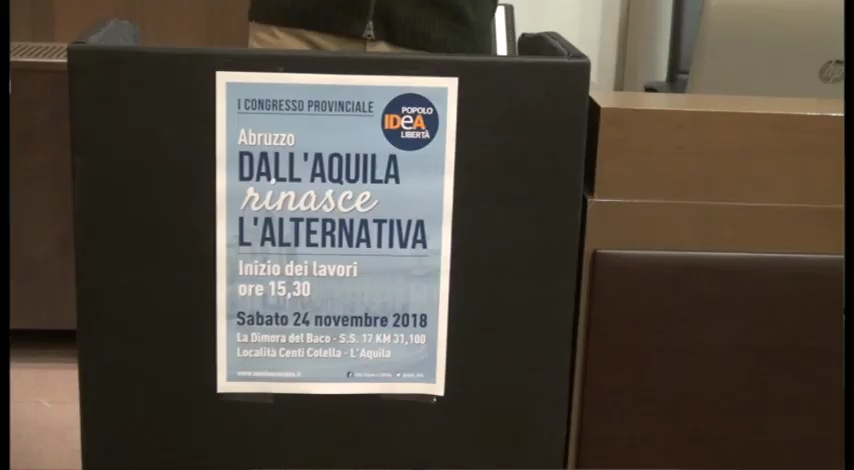 I CONGRESSO PROVINCIALE
POPOLO
IDeA
LIBERTÀ
Abruzzo
DALL'AQUILA
rinasce
L'ALTERNATIVA
Inizio dei lavori
ore 15,30
Sabato 24 novembre 2018
La Dimora del Baco - S.S. 17 KM 31,100
Località Centi Colella - L'Aquila
hp